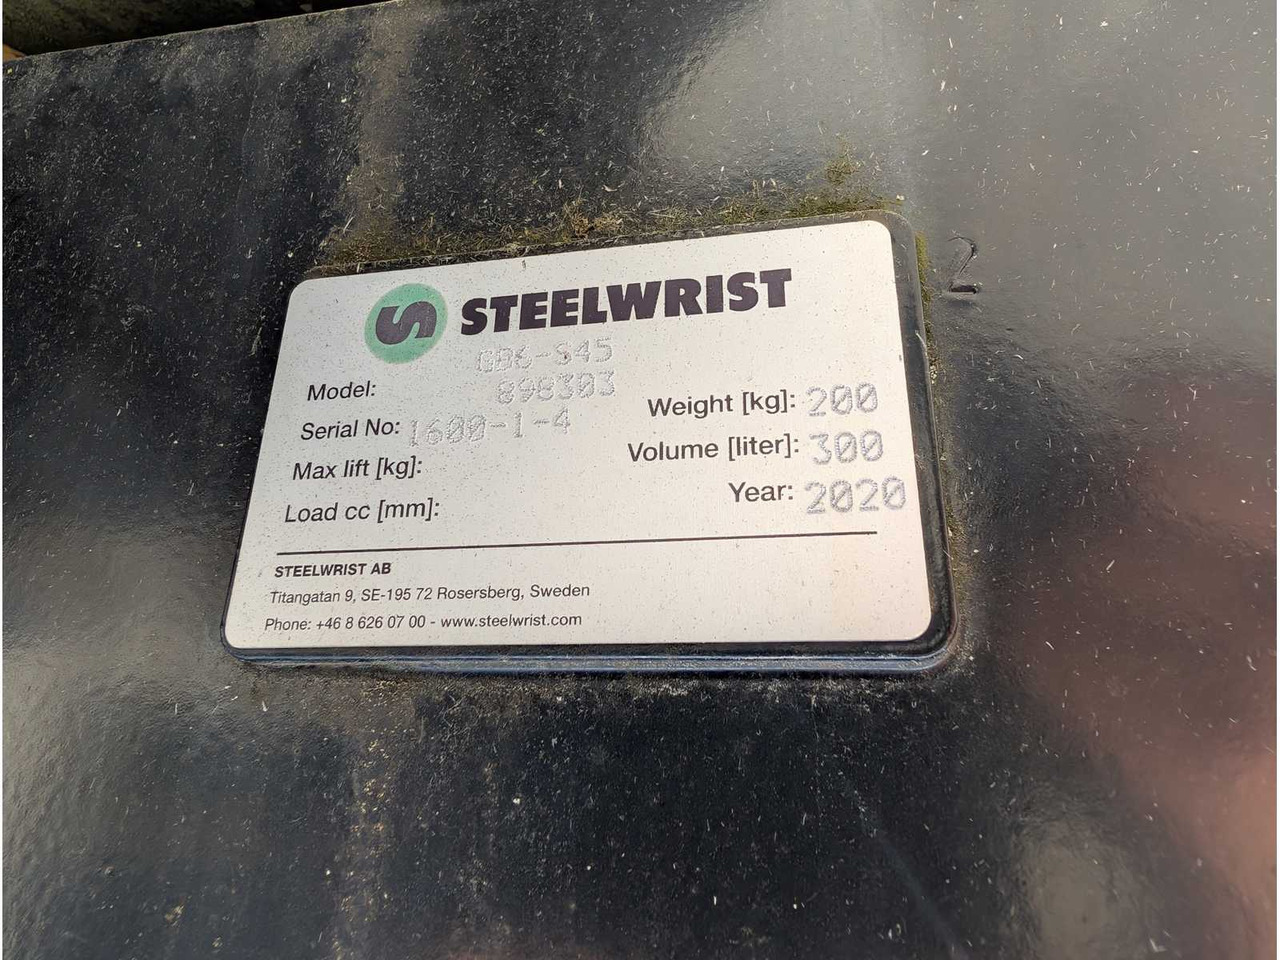 STEELWRIST
GB6-S45
Model: 898303
Serial No: 1600-1-4
Max lift [kg]:
Load cc [mm]:
Weight [kg]: 200
Volume [liter]: 300
Year: 2020
STEELWRIST AB
Titangatan 9, SE-195 72 Rosersberg, Sweden
Phone: +46 8 626 07 00 - www.steelwrist.com
2